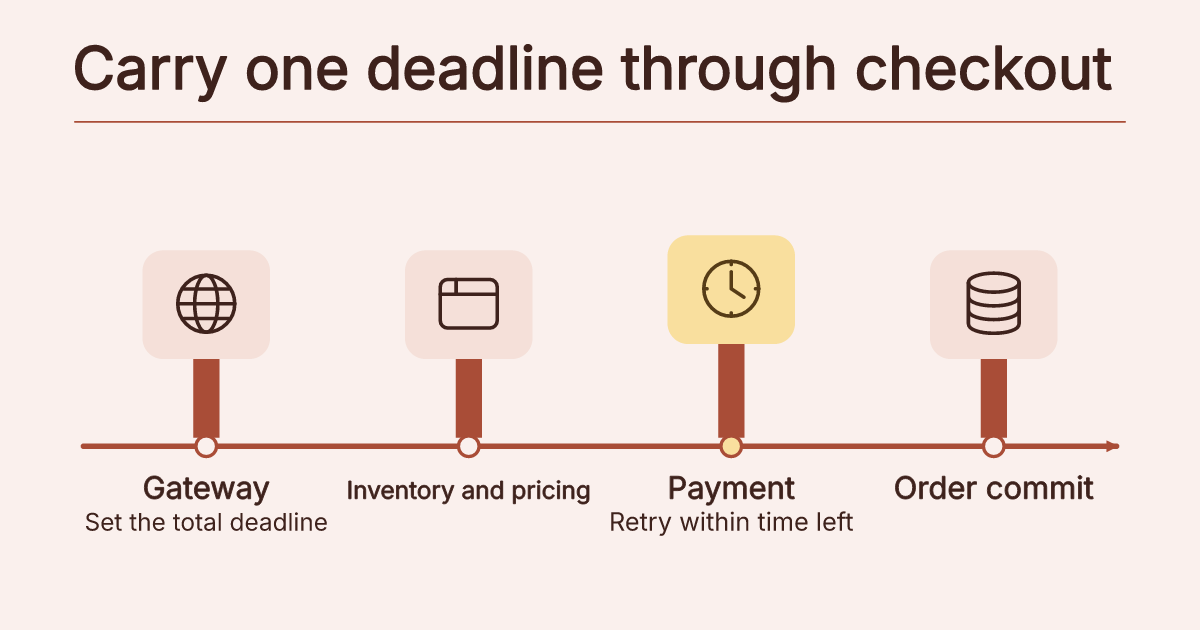 Carry one deadline through checkout
Gateway
Set the total deadline
Inventory and pricing
Payment
Retry within time left
Order commit